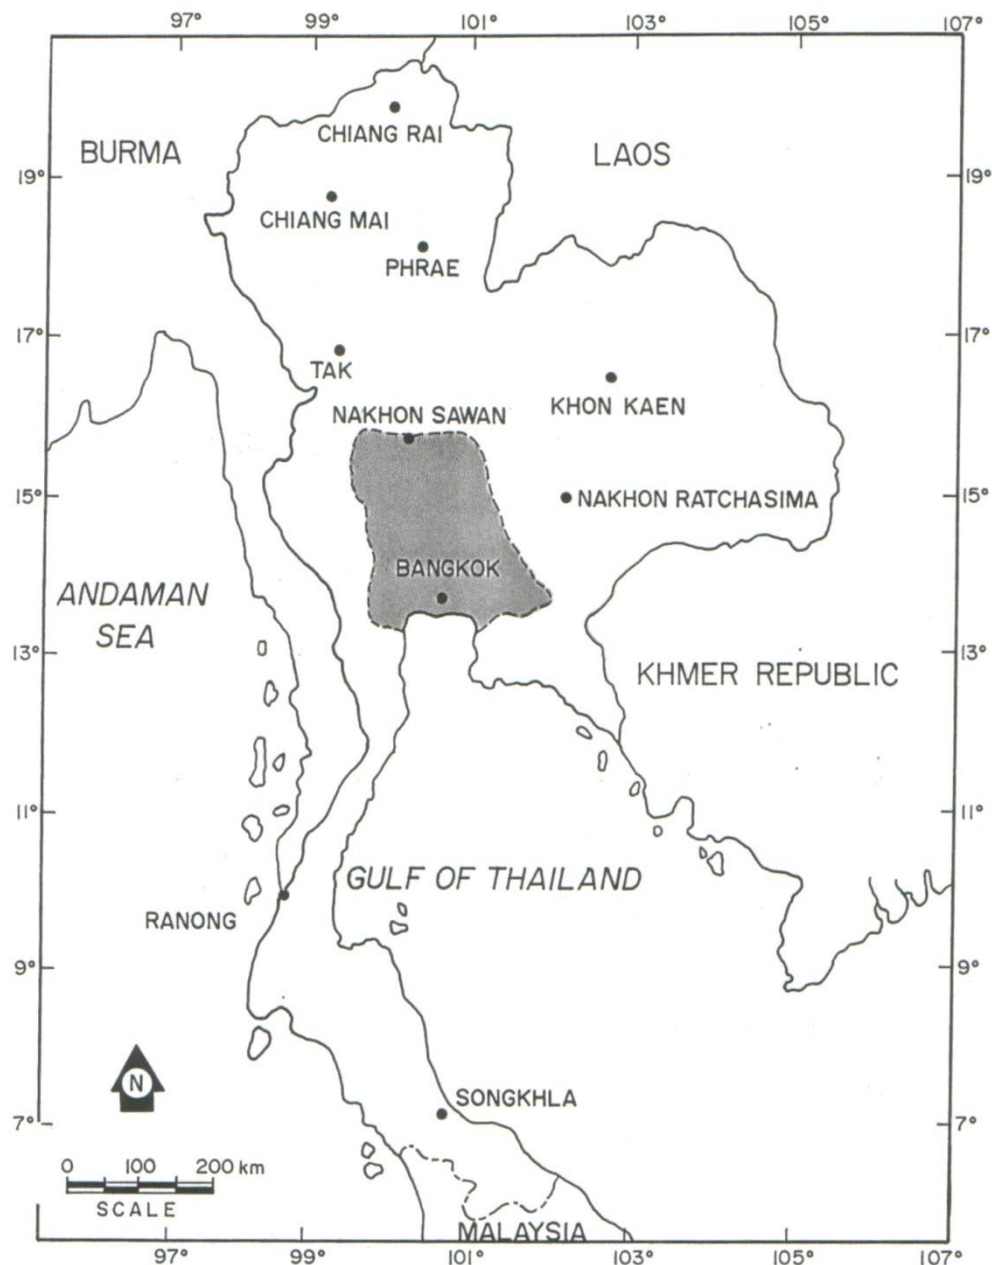 97° 99° 101° 103° 105° 107°
CHIANG RAI
BURMA
LAOS
19° 19°
CHIANG MAI
PHRAE
17° 17°
TAK
KHON KAEN
NAKHON SAWAN
15° 15°
NAKHON RATCHASIMA
BANGKOK
ANDAMAN
SEA
13° 13°
KHMER REPUBLIC
11° 11°
GULF OF THAILAND
RANONG
9° 9°
N
SONGKHLA
7° 7°
0 100 200 km
SCALE
MALAYSIA
97° 99° 101° 103° 105° 107°